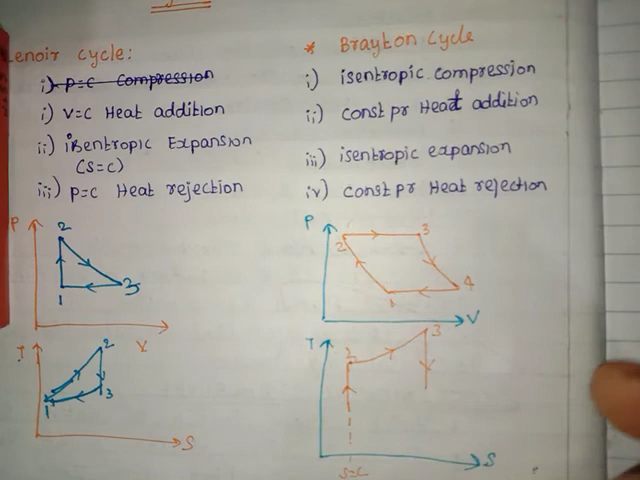 Lenoir cycle:
i) p=c compression
i) v=c Heat addition
ii) isentropic Expansion
(s=c)
iii) p=c Heat rejection
* Brayton Cycle
i) isentropic compression
ii) const pr Heat addition
iii) isentropic expansion
iv) const pr Heat rejection
P
2
1
3
V
T
2
1
3
S
P
2
3
1
4
V
T
2
3
S
s=c